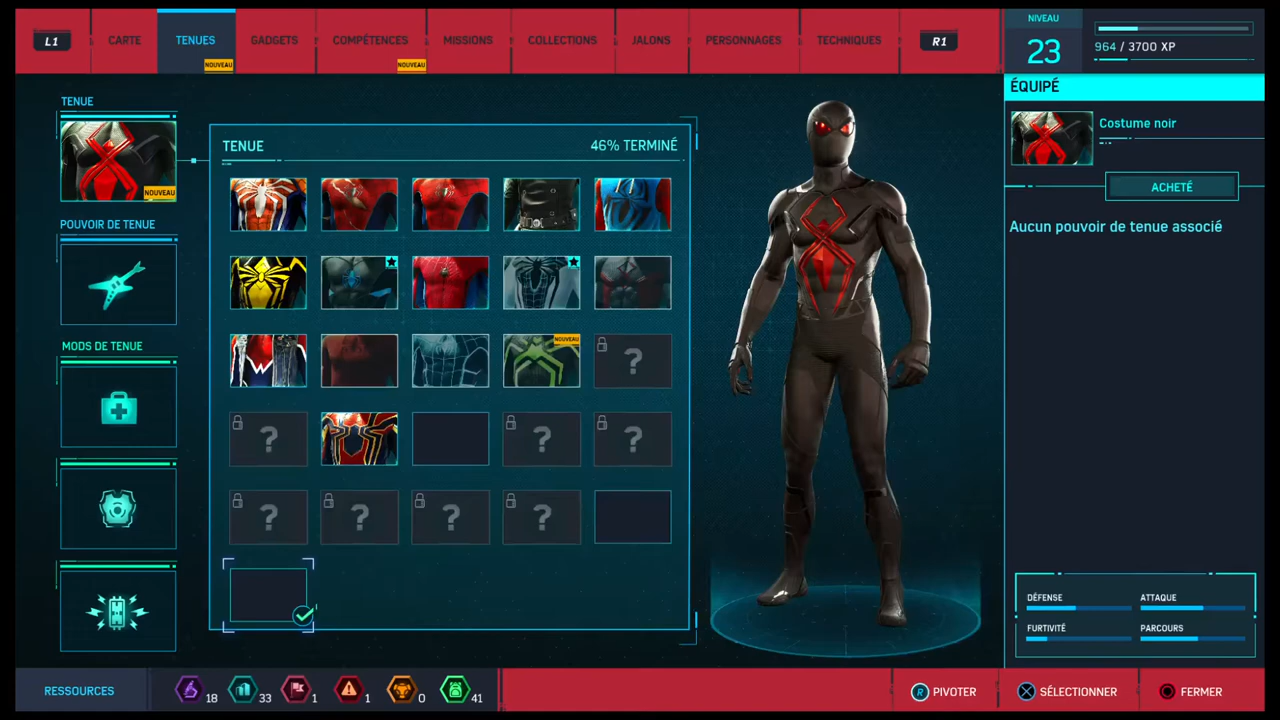 L1
CARTE
TENUES
GADGETS
COMPÉTENCES
MISSIONS
COLLECTIONS
JALONS
PERSONNAGES
TECHNIQUES
R1
NOUVEAU
NOUVEAU
NIVEAU
23
964 / 3700 XP
TENUE
NOUVEAU
POUVOIR DE TENUE
MODS DE TENUE
TENUE
46% TERMINÉ
NOUVEAU
?
?
?
?
?
?
?
?
ÉQUIPÉ
Costume noir
ACHETÉ
Aucun pouvoir de tenue associé
DÉFENSE
ATTAQUE
FURTIVITÉ
PARCOURS
RESSOURCES
18
33
1
1
0
41
R PIVOTER
SÉLECTIONNER
FERMER